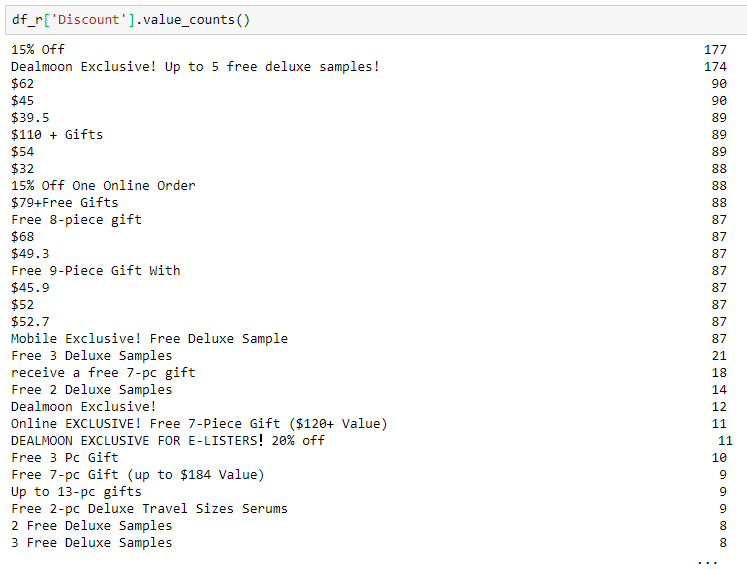 df_r['Discount'].value_counts()
15% Off 177
Dealmoon Exclusive! Up to 5 free deluxe samples! 174
$62 90
$45 90
$39.5 89
$110 + Gifts 89
$54 89
$32 88
15% Off One Online Order 88
$79+Free Gifts 88
Free 8-piece gift 87
$68 87
$49.3 87
Free 9-Piece Gift With 87
$45.9 87
$52 87
$52.7 87
Mobile Exclusive! Free Deluxe Sample 87
Free 3 Deluxe Samples 21
receive a free 7-pc gift 18
Free 2 Deluxe Samples 14
Dealmoon Exclusive! 12
Online EXCLUSIVE! Free 7-Piece Gift ($120+ Value) 11
DEALMOON EXCLUSIVE FOR E-LISTERS! 20% off 11
Free 3 Pc Gift 10
Free 7-pc Gift (up to $184 Value) 9
Up to 13-pc gifts 9
Free 2-pc Deluxe Travel Sizes Serums 9
2 Free Deluxe Samples 8
3 Free Deluxe Samples 8
...